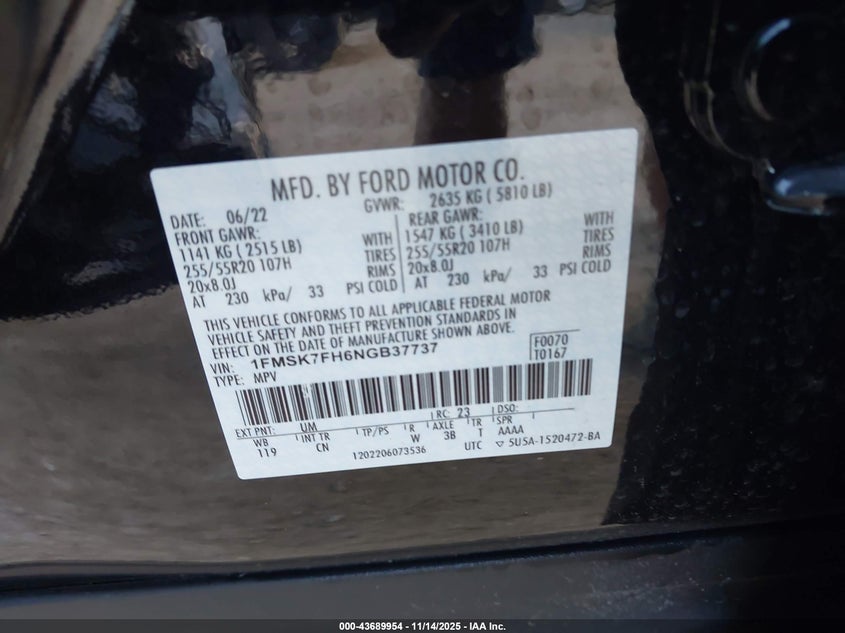 MFD. BY FORD MOTOR CO.
DATE: 06/22 GVWR: 2635 KG ( 5810 LB)
FRONT GAWR: REAR GAWR:
1141 KG ( 2515 LB) WITH 1547 KG ( 3410 LB) WITH
255/55R20 107H TIRES 255/55R20 107H TIRES
20x8.0J RIMS 20x8.0J RIMS
AT 230 kPa/ 33 PSI COLD AT 230 kPa/ 33 PSI COLD
THIS VEHICLE CONFORMS TO ALL APPLICABLE FEDERAL MOTOR
VEHICLE SAFETY AND THEFT PREVENTION STANDARDS IN
EFFECT ON THE DATE OF MANUFACTURE SHOWN ABOVE.
VIN: 1FMSK7FH6NGB37737 F0070
TYPE: MPV T0167
EXT PNT: UM RC: 23 DSO:
WB INT TR TP/PS R AXLE TR SPR
119 CN W 3B T AAAA
1202206073536 UTC ▽ 5U5A-1520472-BA
000-43689954 - 11/14/2025 - IAA Inc.